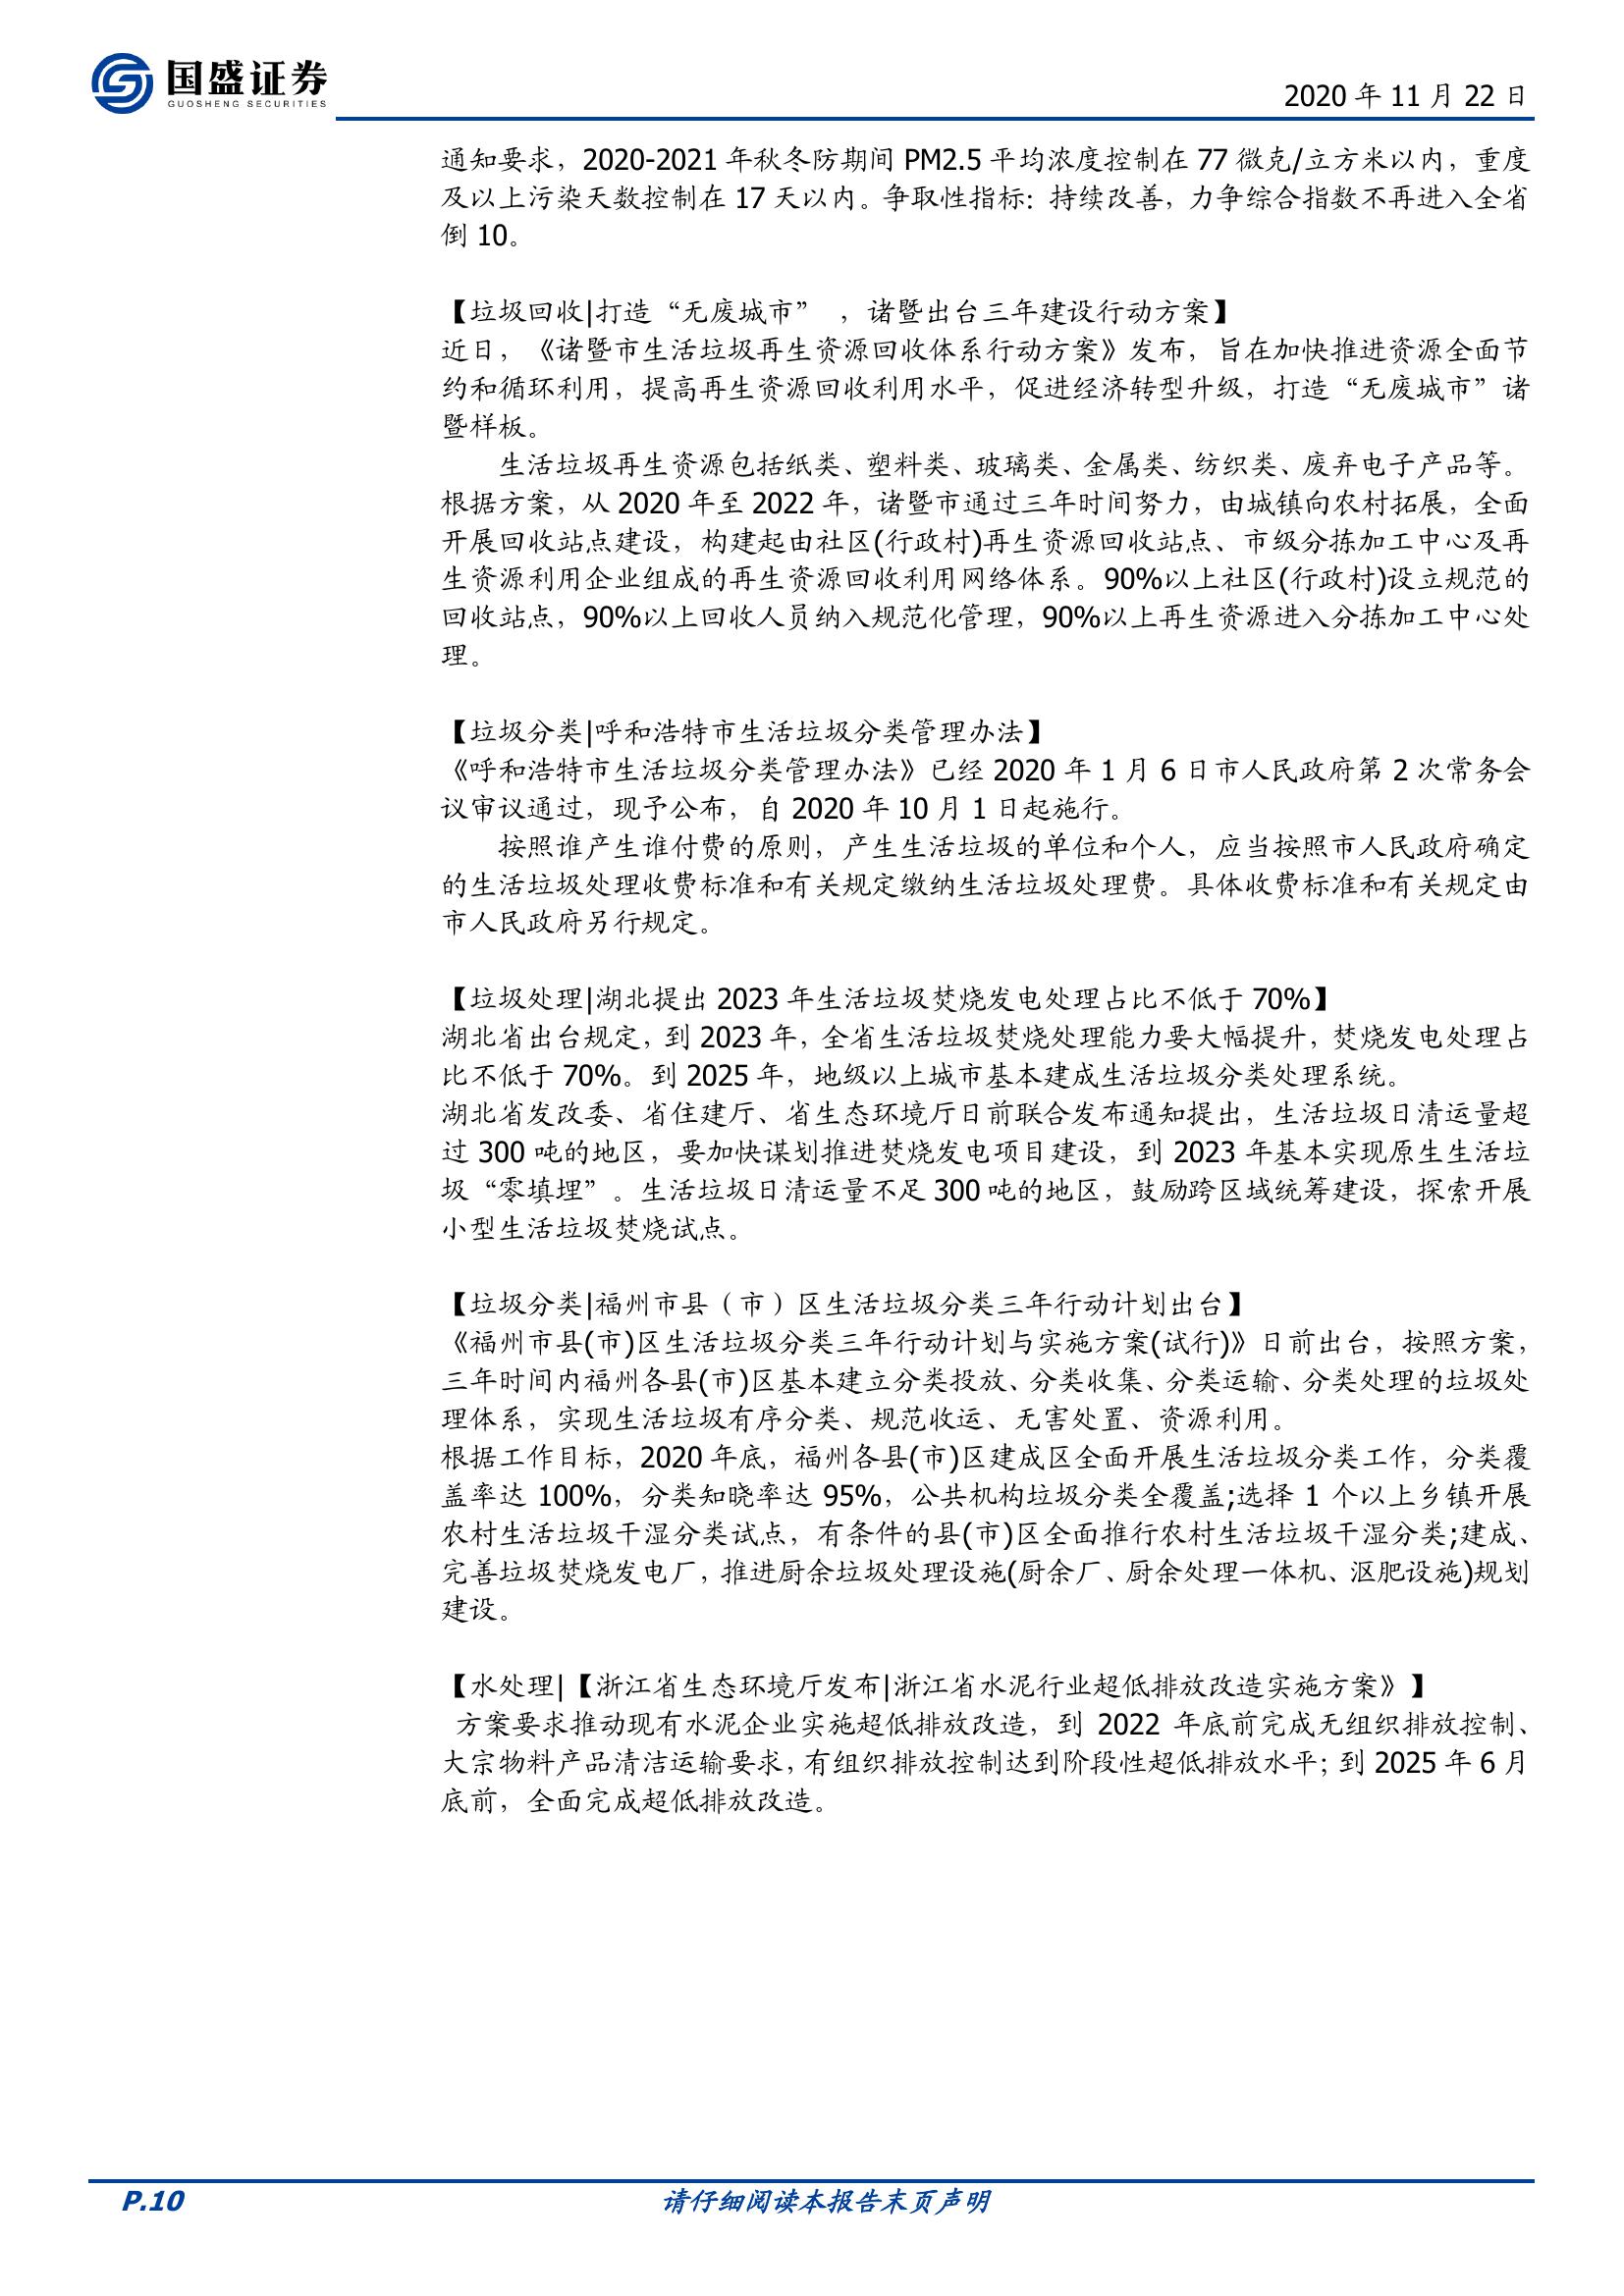 国盛证券
GUOSHENG SECURITIES
2020 年 11 月 22 日
通知要求，2020-2021 年秋冬防期间 PM2.5 平均浓度控制在 77 微克/立方米以内，重度
及以上污染天数控制在 17 天以内。争取性指标：持续改善，力争综合指数不再进入全省
倒 10。
【垃圾回收|打造“无废城市” ，诸暨出台三年建设行动方案】
近日，《诸暨市生活垃圾再生资源回收体系行动方案》发布，旨在加快推进资源全面节
约和循环利用，提高再生资源回收利用水平，促进经济转型升级，打造“无废城市”诸
暨样板。
生活垃圾再生资源包括纸类、塑料类、玻璃类、金属类、纺织类、废弃电子产品等。
根据方案，从 2020 年至 2022 年，诸暨市通过三年时间努力，由城镇向农村拓展，全面
开展回收站点建设，构建起由社区(行政村)再生资源回收站点、市级分拣加工中心及再
生资源利用企业组成的再生资源回收利用网络体系。90%以上社区(行政村)设立规范的
回收站点，90%以上回收人员纳入规范化管理，90%以上再生资源进入分拣加工中心处
理。
【垃圾分类|呼和浩特市生活垃圾分类管理办法】
《呼和浩特市生活垃圾分类管理办法》已经 2020 年 1 月 6 日市人民政府第 2 次常务会
议审议通过，现予公布，自 2020 年 10 月 1 日起施行。
按照谁产生谁付费的原则，产生生活垃圾的单位和个人，应当按照市人民政府确定
的生活垃圾处理收费标准和有关规定缴纳生活垃圾处理费。具体收费标准和有关规定由
市人民政府另行规定。
【垃圾处理|湖北提出 2023 年生活垃圾焚烧发电处理占比不低于 70%】
湖北省出台规定，到 2023 年，全省生活垃圾焚烧处理能力要大幅提升，焚烧发电处理占
比不低于 70%。到 2025 年，地级以上城市基本建成生活垃圾分类处理系统。
湖北省发改委、省住建厅、省生态环境厅日前联合发布通知提出，生活垃圾日清运量超
过 300 吨的地区，要加快谋划推进焚烧发电项目建设，到 2023 年基本实现原生生活垃
圾“零填埋”。生活垃圾日清运量不足 300 吨的地区，鼓励跨区域统筹建设，探索开展
小型生活垃圾焚烧试点。
【垃圾分类|福州市县（市）区生活垃圾分类三年行动计划出台】
《福州市县(市)区生活垃圾分类三年行动计划与实施方案(试行)》日前出台，按照方案，
三年时间内福州各县(市)区基本建立分类投放、分类收集、分类运输、分类处理的垃圾处
理体系，实现生活垃圾有序分类、规范收运、无害处置、资源利用。
根据工作目标，2020 年底，福州各县(市)区建成区全面开展生活垃圾分类工作，分类覆
盖率达 100%，分类知晓率达 95%，公共机构垃圾分类全覆盖;选择 1 个以上乡镇开展
农村生活垃圾干湿分类试点，有条件的县(市)区全面推行农村生活垃圾干湿分类;建成、
完善垃圾焚烧发电厂，推进厨余垃圾处理设施(厨余厂、厨余处理一体机、沤肥设施)规划
建设。
【水处理|【浙江省生态环境厅发布|浙江省水泥行业超低排放改造实施方案》】
方案要求推动现有水泥企业实施超低排放改造，到 2022 年底前完成无组织排放控制、
大宗物料产品清洁运输要求，有组织排放控制达到阶段性超低排放水平；到 2025 年 6 月
底前，全面完成超低排放改造。
P.10
请仔细阅读本报告末页声明